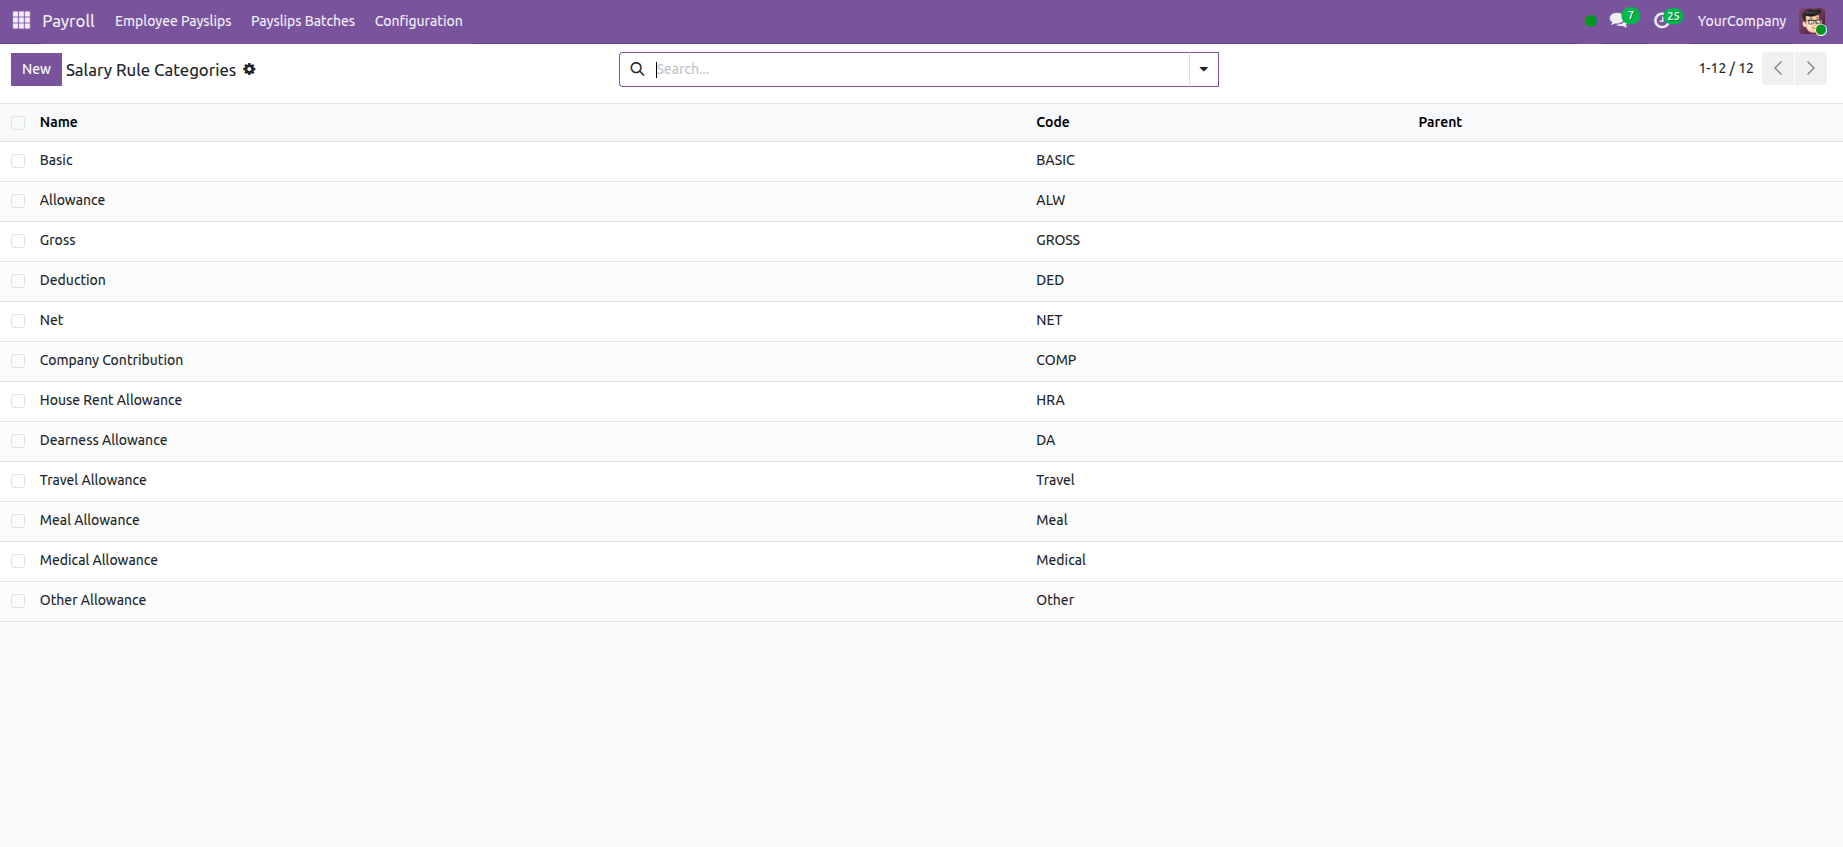 Payroll Employee Payslips Payslips Batches Configuration 7 25 YourCompany
New Salary Rule Categories Search... 1-12 / 12
Name Code Parent
Basic BASIC
Allowance ALW
Gross GROSS
Deduction DED
Net NET
Company Contribution COMP
House Rent Allowance HRA
Dearness Allowance DA
Travel Allowance Travel
Meal Allowance Meal
Medical Allowance Medical
Other Allowance Other